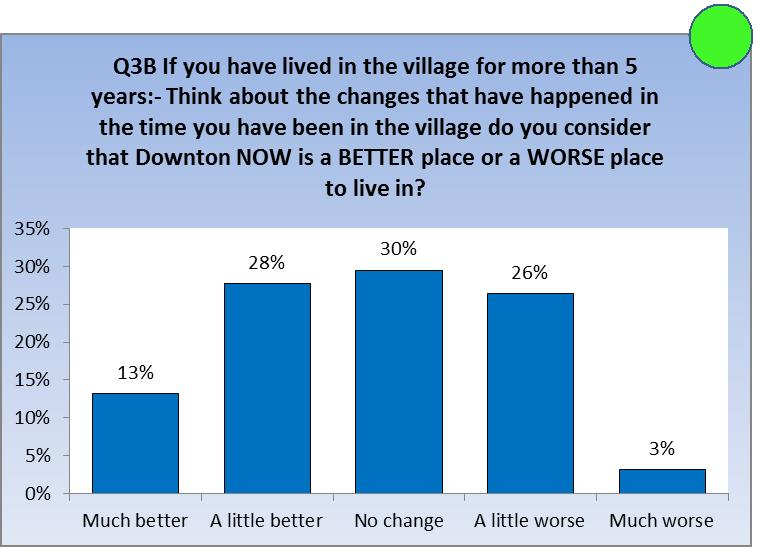 Q3B If you have lived in the village for more than 5
years:- Think about the changes that have happened in
the time you have been in the village do you consider
that Downton NOW is a BETTER place or a WORSE place
to live in?
35%
30%
25%
20%
15%
10%
5%
0%
13%
28%
30%
26%
3%
Much better
A little better
No change
A little worse
Much worse